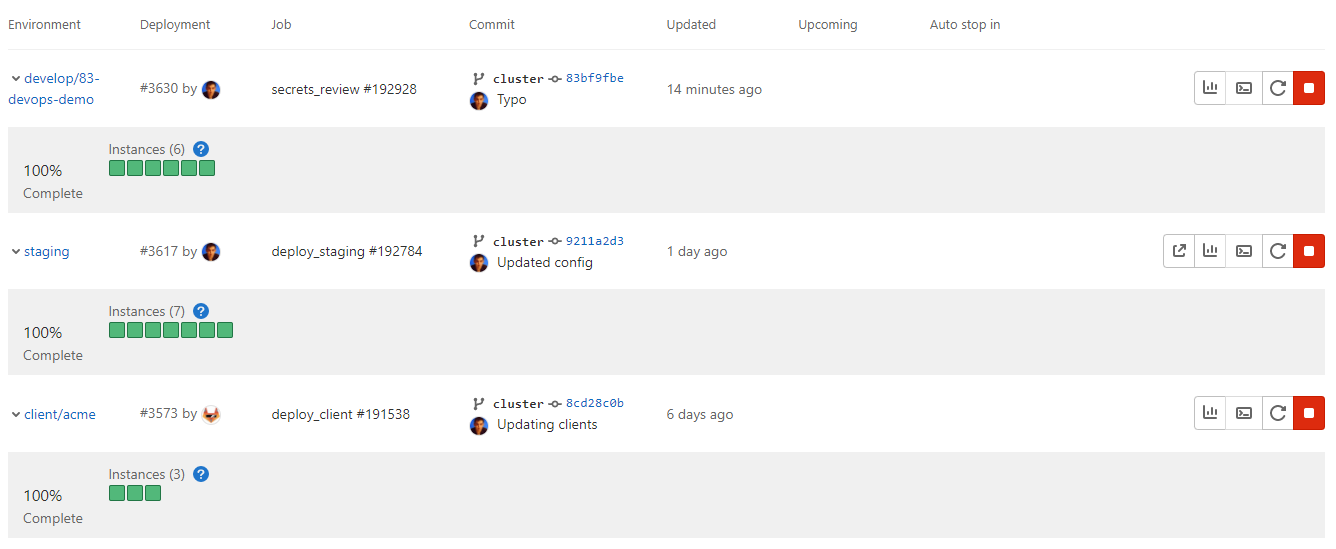 Environment Deployment Job Commit Updated Upcoming Auto stop in
develop/83-
devops-demo
#3630 by
secrets_review #192928
cluster 83bf9fbe
Typo
14 minutes ago
Instances (6) ?
100%
Complete
staging
#3617 by
deploy_staging #192784
cluster 9211a2d3
Updated config
1 day ago
Instances (7) ?
100%
Complete
client/acme
#3573 by
deploy_client #191538
cluster 8cd28c0b
Updating clients
6 days ago
Instances (3) ?
100%
Complete